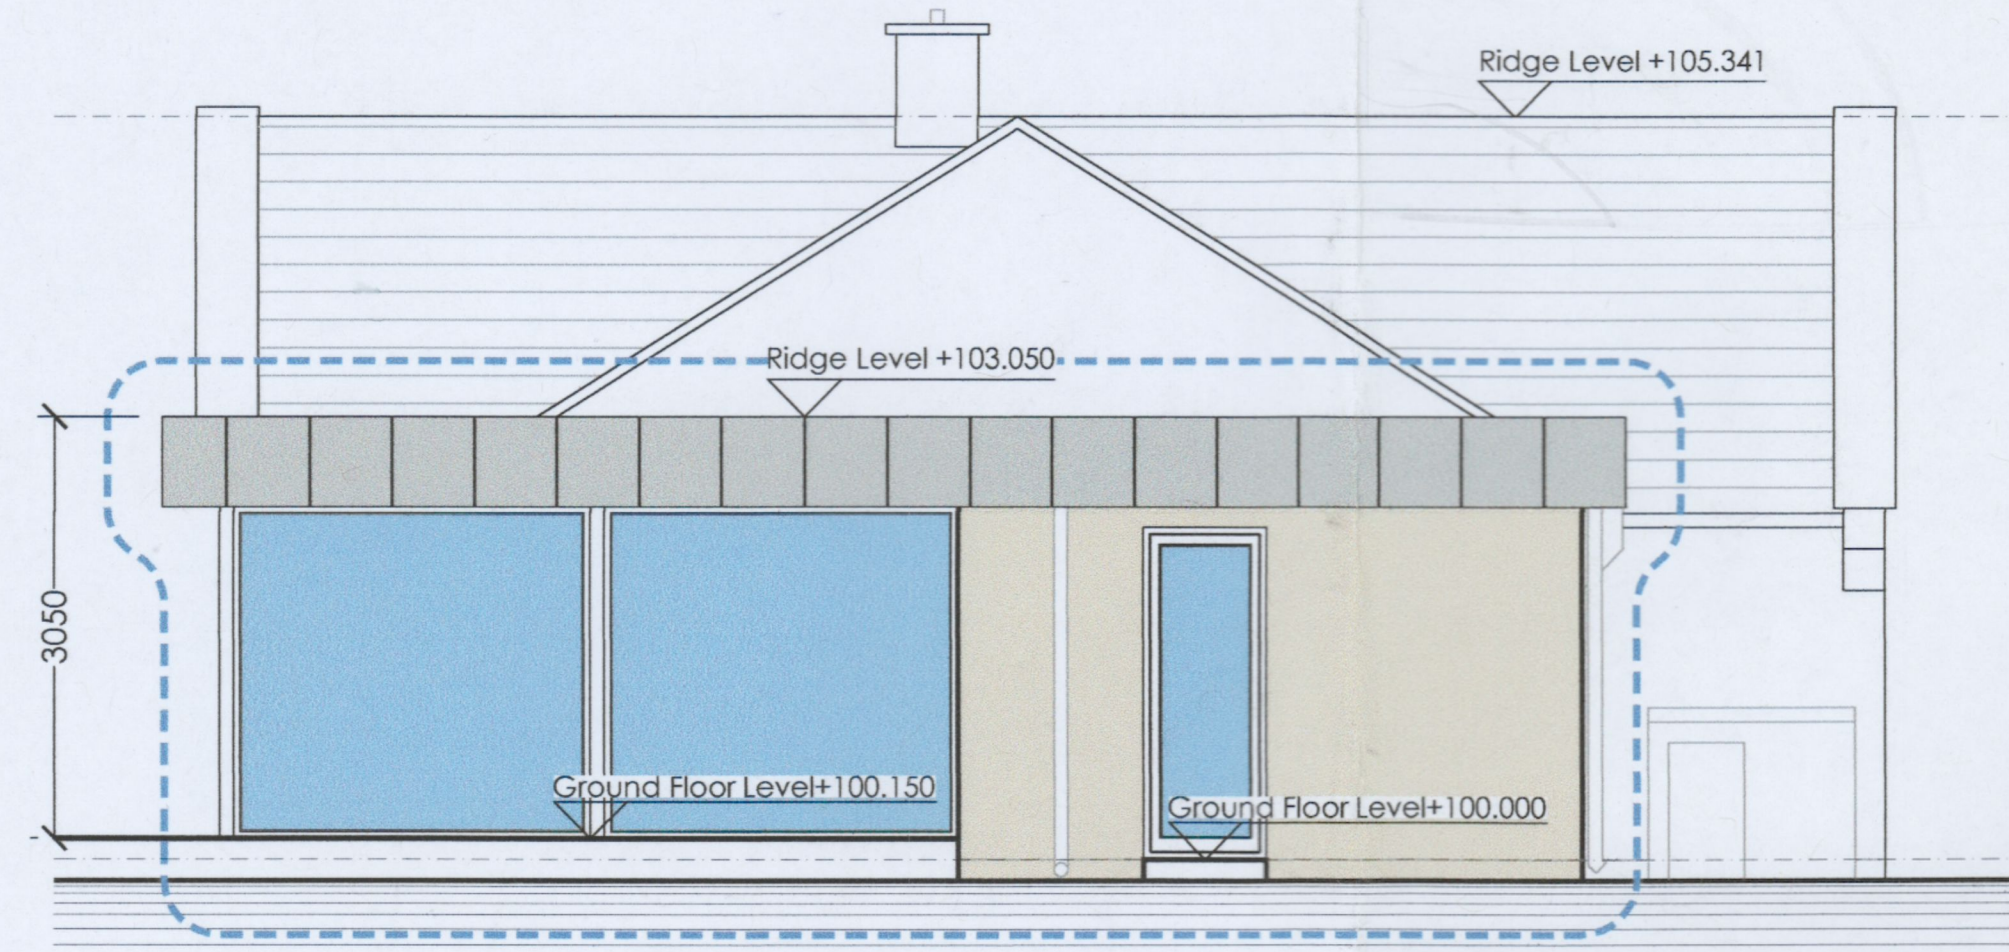 Ridge Level +105.341
Ridge Level +103.050
3050
Ground Floor Level+100.150
Ground Floor Level+100.000